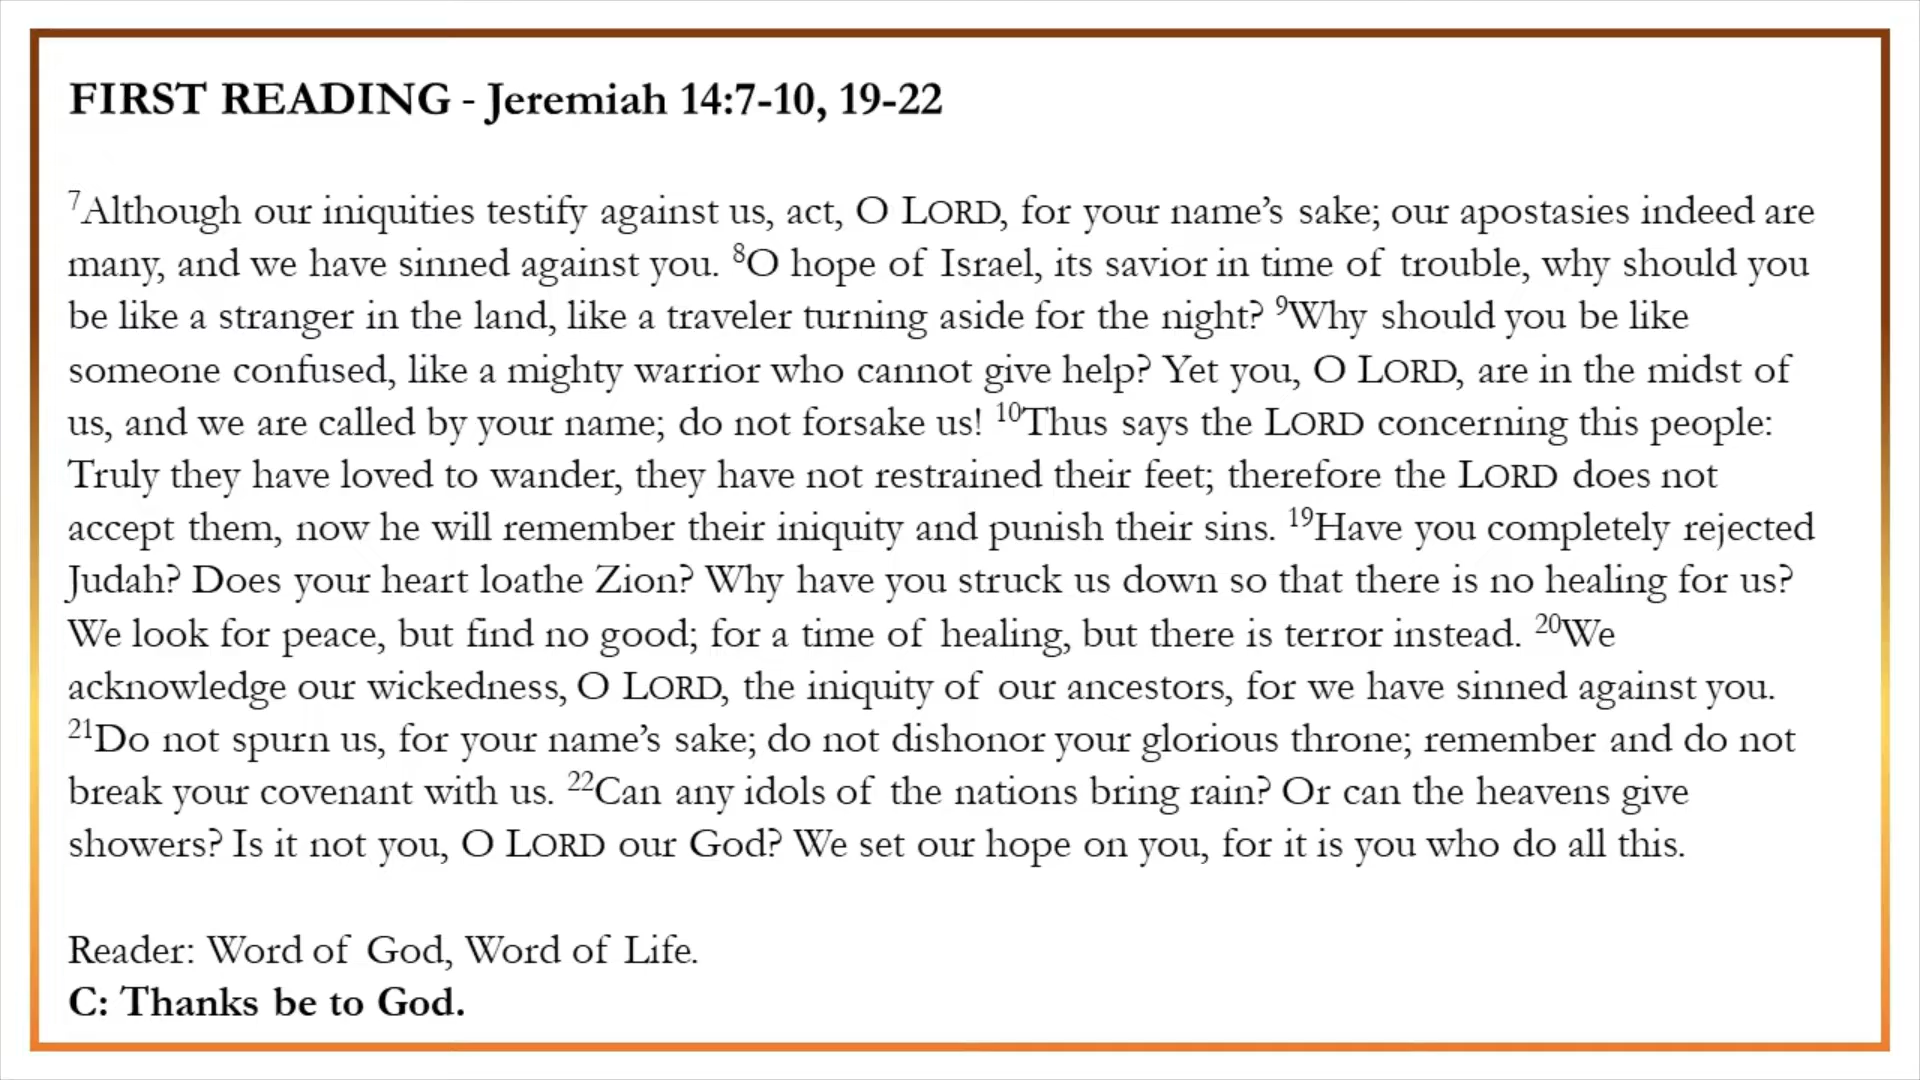 FIRST READING - Jeremiah 14:7-10, 19-22
⁷Although our iniquities testify against us, act, O LORD, for your name’s sake; our apostasies indeed are
many, and we have sinned against you. ⁸O hope of Israel, its savior in time of trouble, why should you
be like a stranger in the land, like a traveler turning aside for the night? ⁹Why should you be like
someone confused, like a mighty warrior who cannot give help? Yet you, O LORD, are in the midst of
us, and we are called by your name; do not forsake us! ¹⁰Thus says the LORD concerning this people:
Truly they have loved to wander, they have not restrained their feet; therefore the LORD does not
accept them, now he will remember their iniquity and punish their sins. ¹⁹Have you completely rejected
Judah? Does your heart loathe Zion? Why have you struck us down so that there is no healing for us?
We look for peace, but find no good; for a time of healing, but there is terror instead. ²⁰We
acknowledge our wickedness, O LORD, the iniquity of our ancestors, for we have sinned against you.
²¹Do not spurn us, for your name’s sake; do not dishonor your glorious throne; remember and do not
break your covenant with us. ²²Can any idols of the nations bring rain? Or can the heavens give
showers? Is it not you, O LORD our God? We set our hope on you, for it is you who do all this.
Reader: Word of God, Word of Life.
C: Thanks be to God.